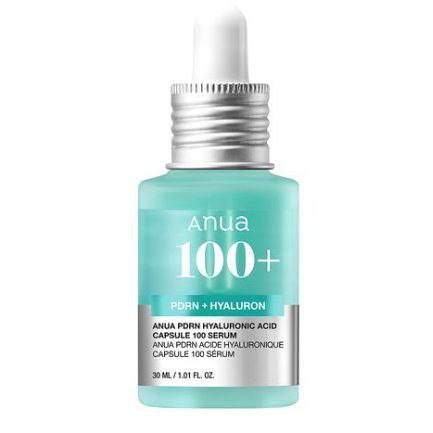 Anua
100+
PDRN + HYALURON
ANUA PDRN HYALURONIC ACID
CAPSULE 100 SERUM
ANUA PDRN ACIDE HYALURONIQUE
CAPSULE 100 SÉRUM
30 ML / 1.01 FL. OZ.